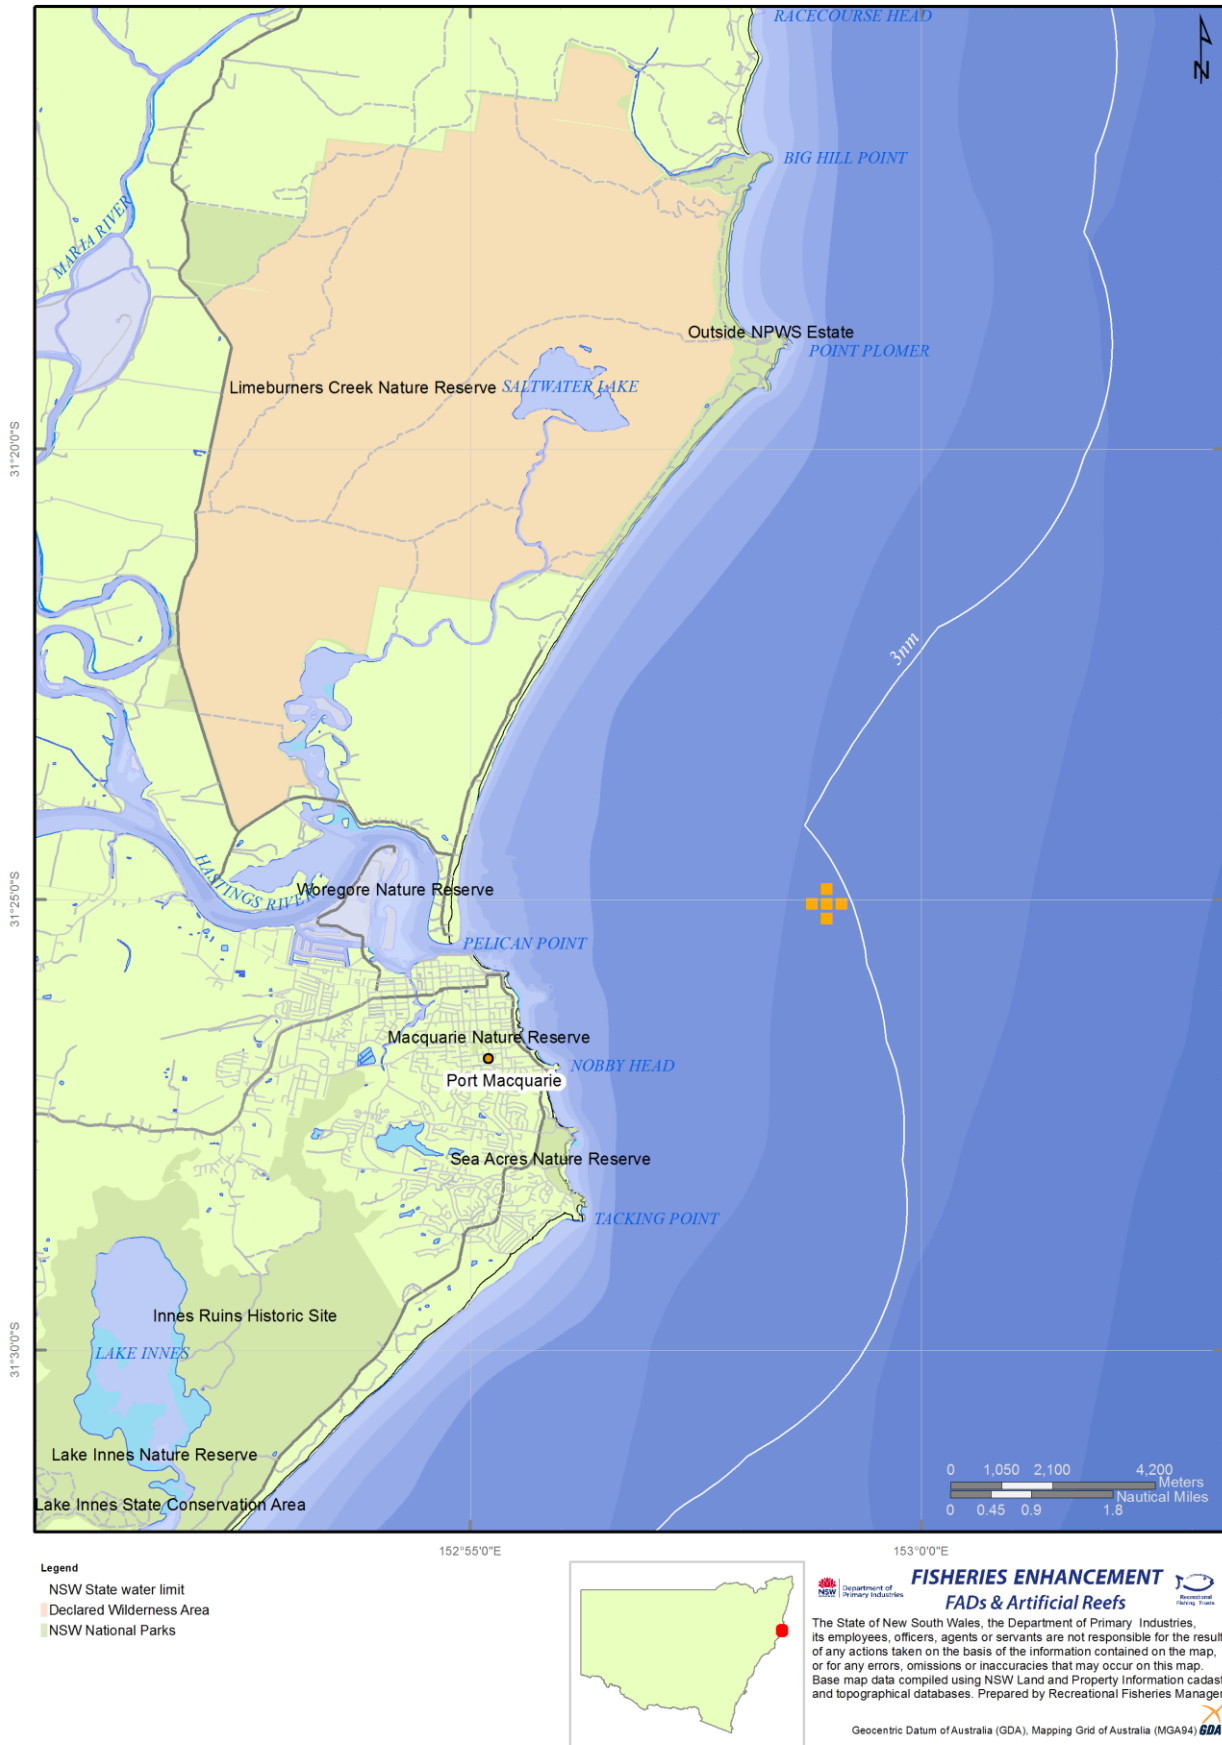 RACECOURSE HEAD
N
BIG HILL POINT
MARIA RIVER
Outside NPWS Estate
POINT PLOMER
Limeburners Creek Nature Reserve
SALTWATER LAKE
31°20'0"S
3nm
HASTINGS RIVER
Woregore Nature Reserve
31°25'0"S
PELICAN POINT
Macquarie Nature Reserve
NOBBY HEAD
Port Macquarie
Sea Acres Nature Reserve
TACKING POINT
Innes Ruins Historic Site
31°30'0"S
LAKE INNES
Lake Innes Nature Reserve
Lake Innes State Conservation Area
0 1,050 2,100 4,200
Meters
Nautical Miles
0 0.45 0.9 1.8
152°55'0"E
153°0'0"E
Legend
NSW State water limit
Declared Wilderness Area
NSW National Parks
NSW
Department of
Primary Industries
FISHERIES ENHANCEMENT
FADs & Artificial Reefs
Recreational
Fishing Trusts
The State of New South Wales, the Department of Primary Industries,
its employees, officers, agents or servants are not responsible for the result
of any actions taken on the basis of the information contained on the map,
or for any errors, omissions or inaccuracies that may occur on this map.
Base map data compiled using NSW Land and Property Information cadast
and topographical databases. Prepared by Recreational Fisheries Manager
Geocentric Datum of Australia (GDA), Mapping Grid of Australia (MGA94)
GDA